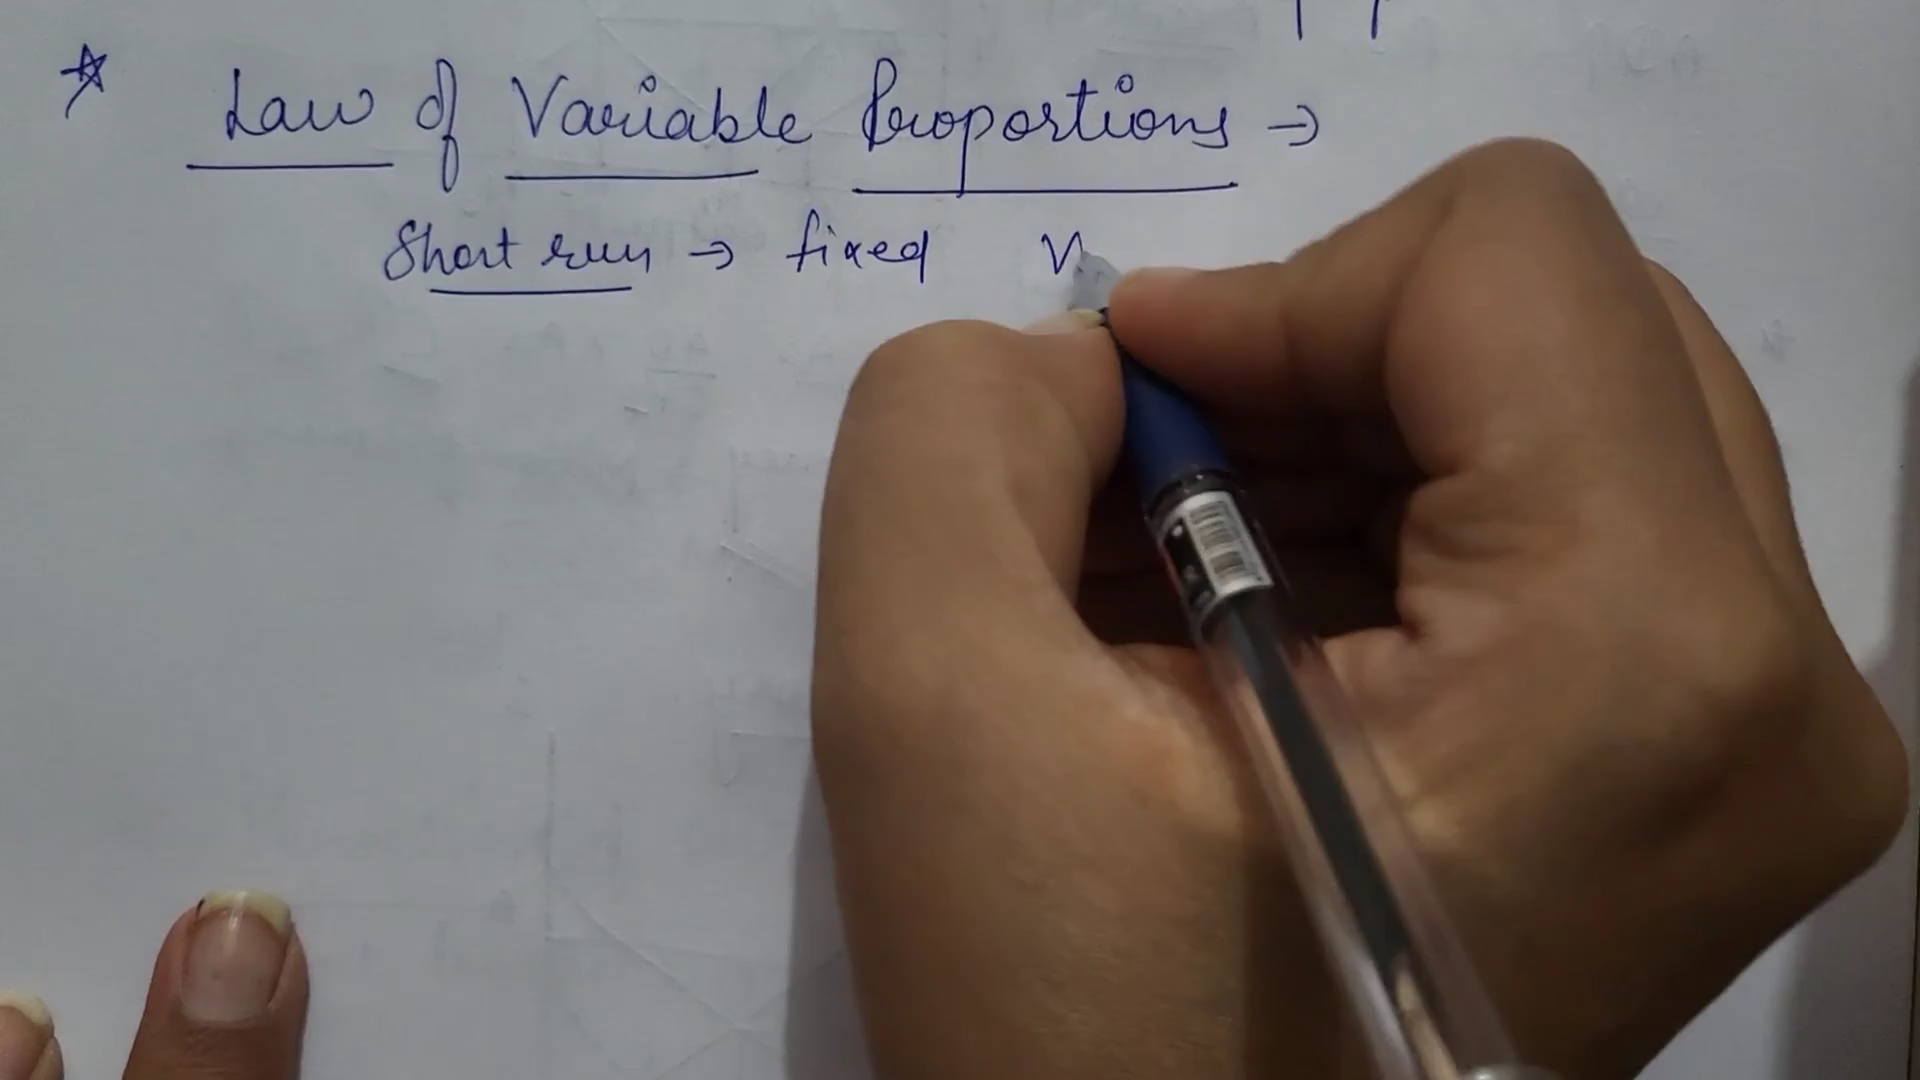 ☆ Law of Variable Proportions →
Short run → fixed V